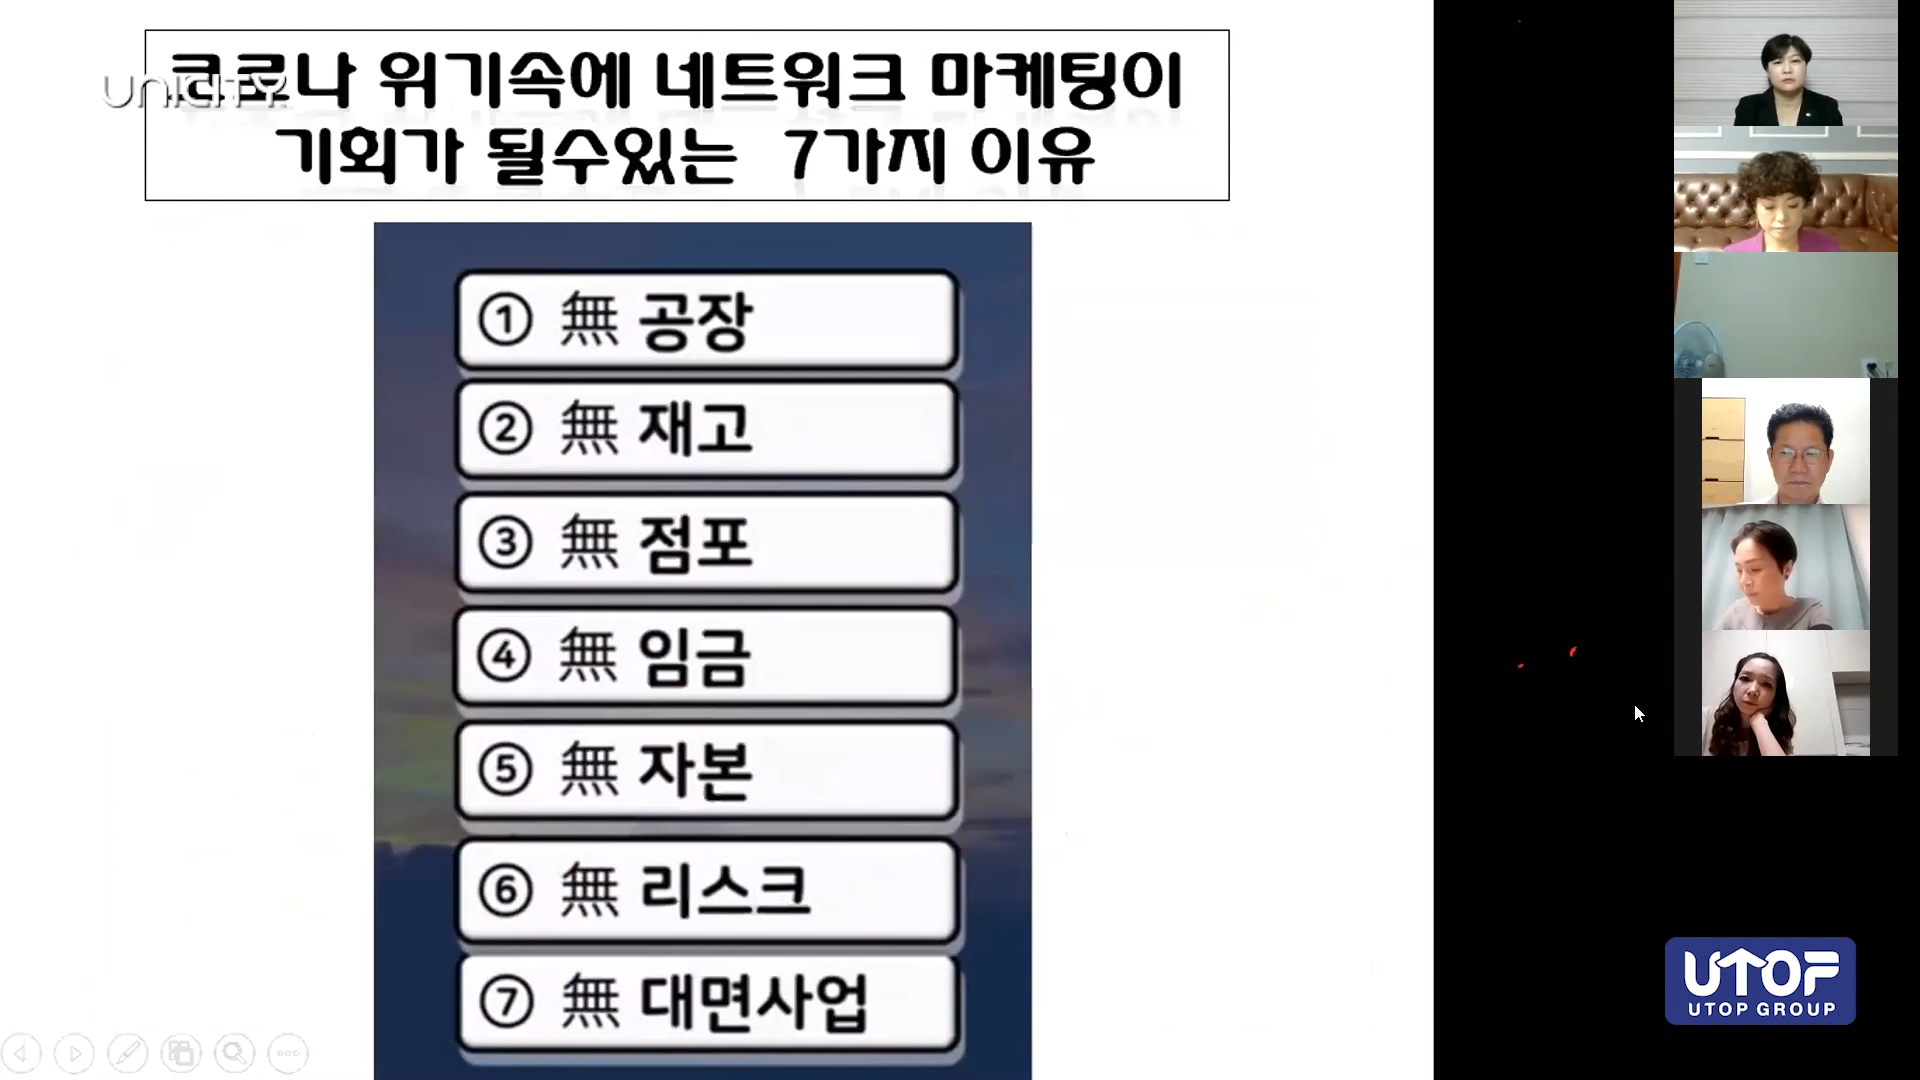 UNICITY
코로나 위기속에 네트워크 마케팅이
기회가 될수있는 7가지 이유
① 無 공장
② 無 재고
③ 無 점포
④ 無 임금
⑤ 無 자본
⑥ 無 리스크
⑦ 無 대면사업
UTOP
UTOP GROUP